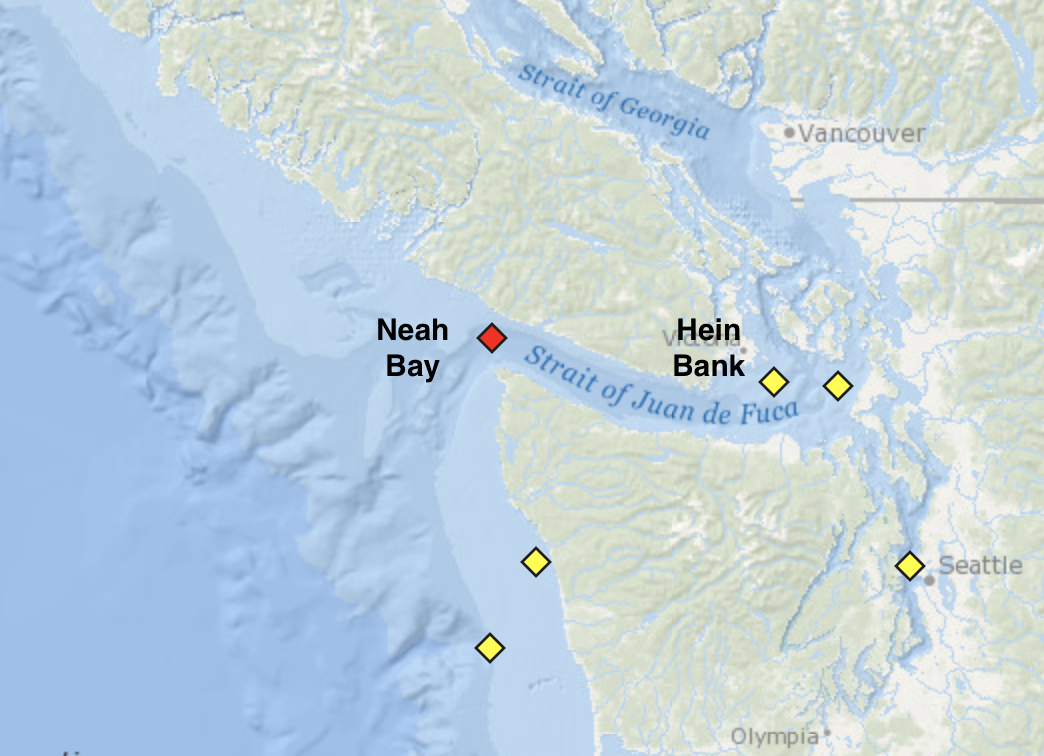 Strait of Georgia
Vancouver
Neah
Bay
Hein
Bank
Victoria
Strait of Juan de Fuca
Seattle
Olympia